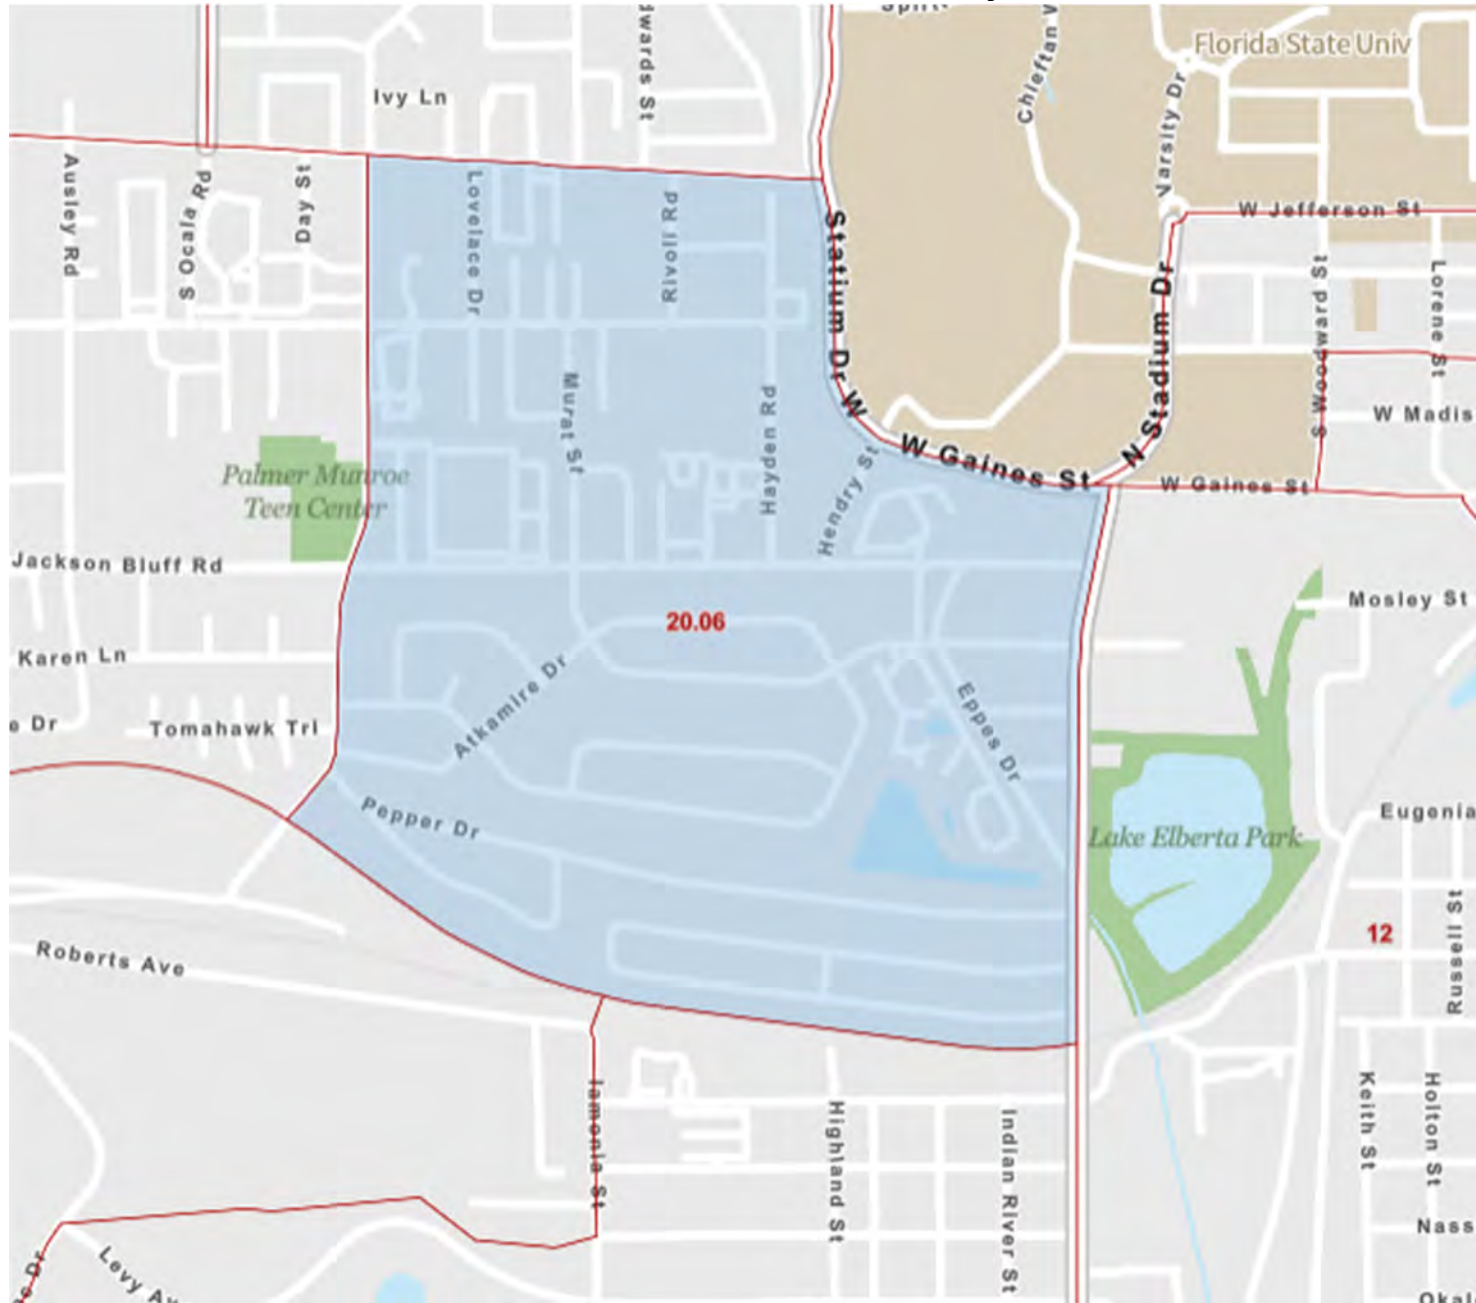 Florida State Univ
Chieftan
Ivy Ln
Varsity Dr
Ausley Rd
S Ocala Rd
Day St
Lovelace Dr
Rivoli Rd
Statium Dr W
W Jefferson St
N Stadium Dr
S Woodward St
Lorene St
Murat St
Hayden Rd
Hendry St
W Gaines St
W Gaines St
W Madis
Palmer Munroe
Teen Center
Jackson Bluff Rd
Mosley St
20.06
Karen Ln
e Dr
Tomahawk Trl
Atkamire Dr
Eppes Dr
Pepper Dr
Eugenia
Lake Elberta Park
12
Russell St
Roberts Ave
Iamonia St
Highland St
Indian River St
Keith St
Holton St
Nass
Levy Av